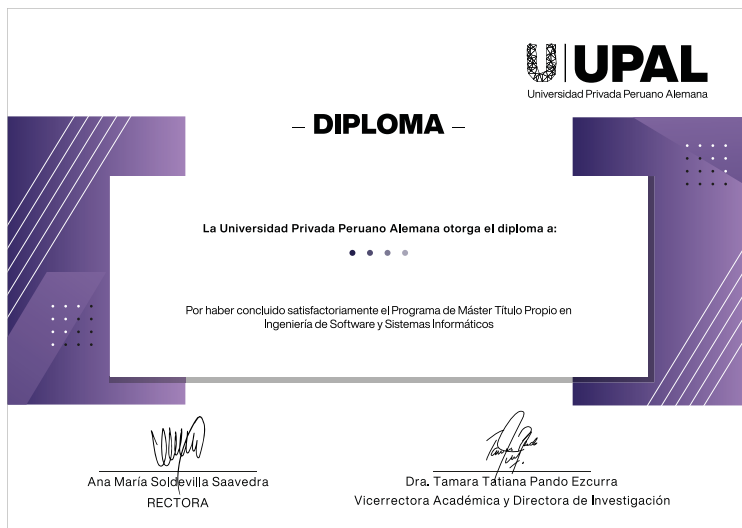 UPAL
Universidad Privada Peruano Alemana
– DIPLOMA –
La Universidad Privada Peruano Alemana otorga el diploma a:
Por haber concluido satisfactoriamente el Programa de Máster Título Propio en
Ingeniería de Software y Sistemas Informáticos
Ana María Soldevilla Saavedra
RECTORA
Dra. Tamara Tatiana Pando Ezcurra
Vicerrectora Académica y Directora de Investigación